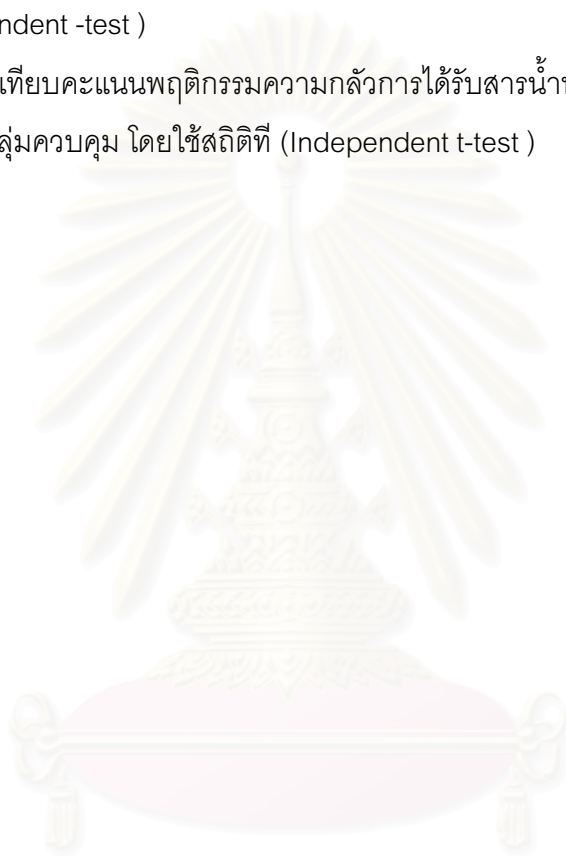 ndent -test )
เทียบคะแนนพฤติกรรมความกลัวการได้รับสารน้ำ
ลุ่มควบคุม โดยใช้สถิติที (Independent t-test )